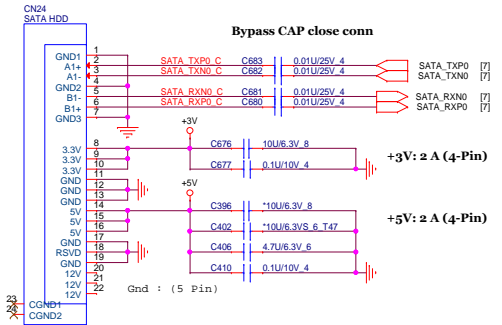 CN24
SATA HDD
Bypass CAP close conn
GND1 1
A1+ 2 SATA_TXP0_C C683 0.01U/25V_4 SATA_TXP0 [7]
A1- 3 SATA_TXN0_C C682 0.01U/25V_4 SATA_TXN0 [7]
GND2 4
B1- 5 SATA_RXN0_C C681 0.01U/25V_4 SATA_RXN0 [7]
B1+ 6 SATA_RXP0_C C680 0.01U/25V_4 SATA_RXP0 [7]
GND3 7
+3V
3.3V 8 C676 10U/6.3V_8
3.3V 9 +3V: 2 A (4-Pin)
3.3V 10 C677 0.1U/10V_4
GND 11
GND 12
GND 13 +5V
5V 14 C396 *10U/6.3V_8
5V 15 +5V: 2 A (4-Pin)
5V 16 C402 *10U/6.3VS_6_T47
GND 17
RSVD 18 C406 4.7U/6.3V_6
GND 19
12V 20 C410 0.1U/10V_4
12V 21
12V 22 Gnd : (5 Pin)
23 CGND1
24 CGND2